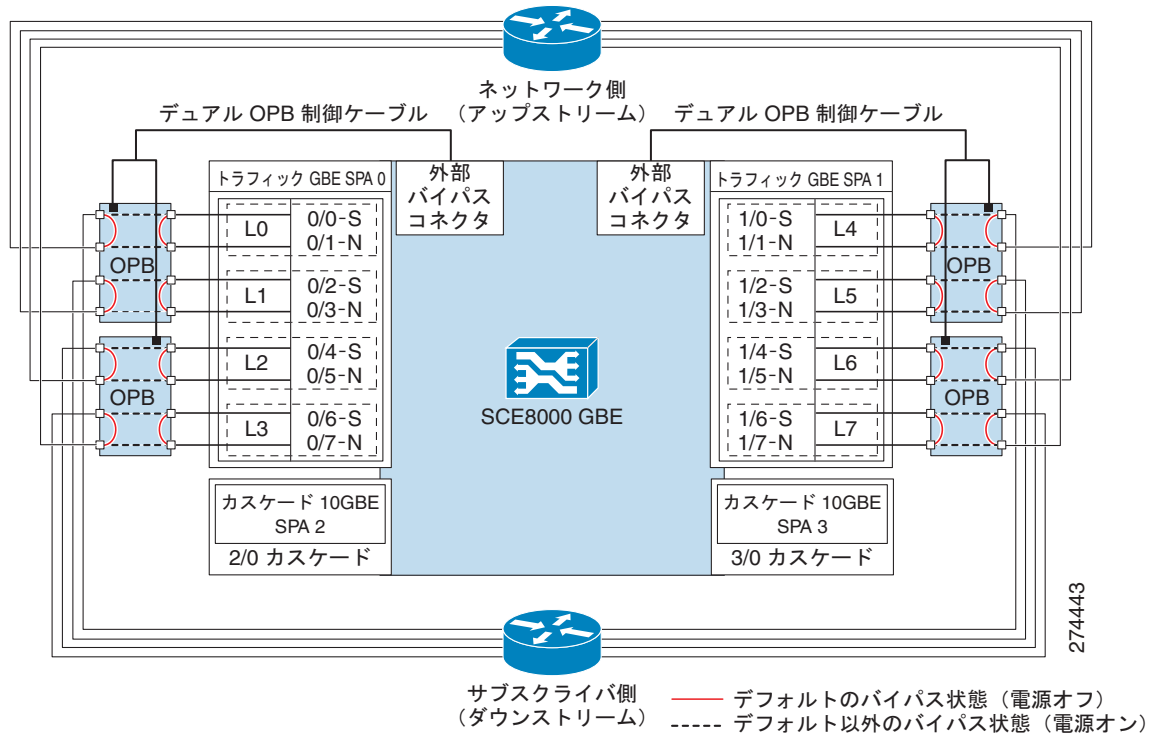 ネットワーク側
（アップストリーム）
デュアル OPB 制御ケーブル
デュアル OPB 制御ケーブル
トラフィック GBE SPA 0
外部
バイパス
コネクタ
外部
バイパス
コネクタ
トラフィック GBE SPA 1
OPB
L0
0/0-S
0/1-N
L1
0/2-S
0/3-N
OPB
L2
0/4-S
0/5-N
L3
0/6-S
0/7-N
SCE8000 GBE
1/0-S
1/1-N
L4
OPB
1/2-S
1/3-N
L5
1/4-S
1/5-N
L6
OPB
1/6-S
1/7-N
L7
カスケード 10GBE
SPA 2
2/0 カスケード
カスケード 10GBE
SPA 3
3/0 カスケード
274443
サブスクライバ側
（ダウンストリーム）
デフォルトのバイパス状態（電源オフ）
デフォルト以外のバイパス状態（電源オン）